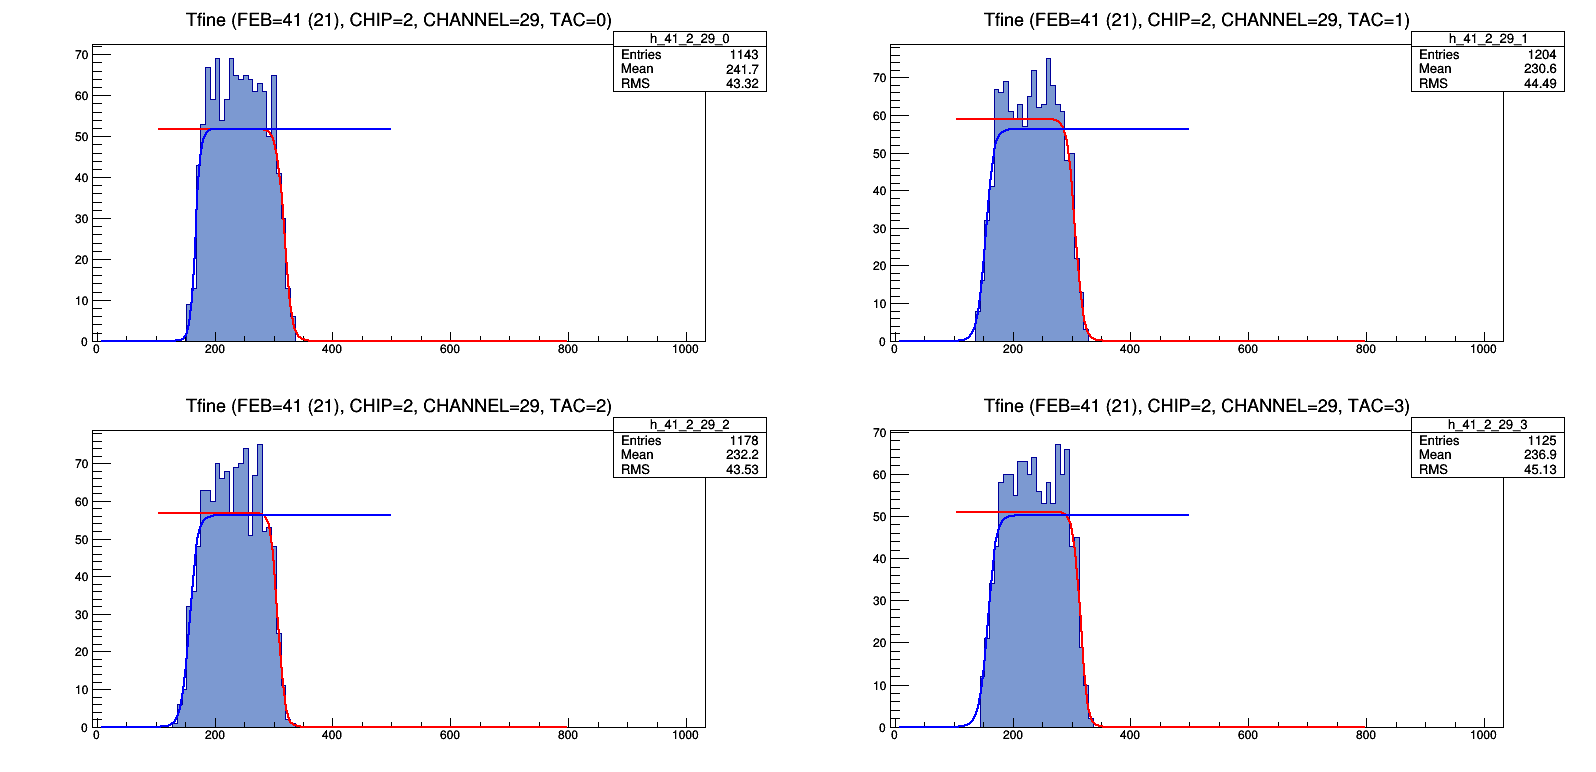 Tfine (FEB=41 (21), CHIP=2, CHANNEL=29, TAC=0)
h_41_2_29_0
Entries 1143
Mean 241.7
RMS 43.32
70
60
50
40
30
20
10
0
0 200 400 600 800 1000
Tfine (FEB=41 (21), CHIP=2, CHANNEL=29, TAC=1)
h_41_2_29_1
Entries 1204
Mean 230.6
RMS 44.49
70
60
50
40
30
20
10
0
0 200 400 600 800 1000
Tfine (FEB=41 (21), CHIP=2, CHANNEL=29, TAC=2)
h_41_2_29_2
Entries 1178
Mean 232.2
RMS 43.53
70
60
50
40
30
20
10
0
0 200 400 600 800 1000
Tfine (FEB=41 (21), CHIP=2, CHANNEL=29, TAC=3)
h_41_2_29_3
Entries 1125
Mean 236.9
RMS 45.13
70
60
50
40
30
20
10
0
0 200 400 600 800 1000